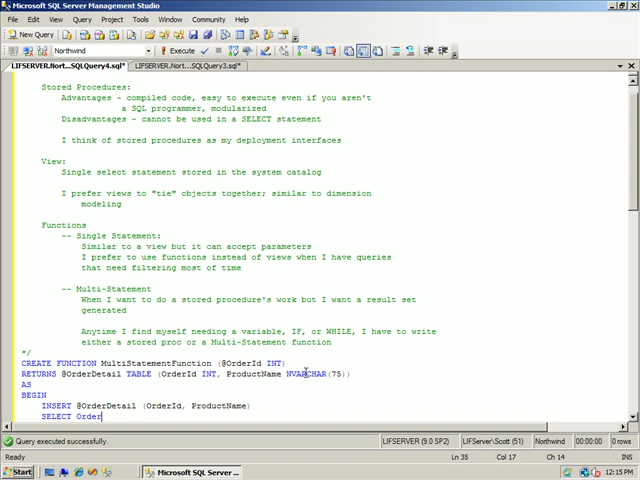 Microsoft SQL Server Management Studio
File Edit View Query Project Tools Window Community Help
New Query
Northwind Execute
LIFSERVER.Nort...SQLQuery4.sql* LIFSERVER.Nort...SQLQuery3.sql*
Stored Procedures:
Advantages - compiled code, easy to execute even if you aren't
a SQL programmer, modularized
Disadvantages - cannot be used in a SELECT statement
I think of stored procedures as my deployment interfaces
View:
Single select statement stored in the system catalog
I prefer views to "tie" objects together; similar to dimension
modeling
Functions
-- Single Statement:
Similar to a view but it can accept parameters
I prefer to use functions instead of views when I have queries
that need filtering most of time
-- Multi-Statement
When I want to do a stored procedure's work but I want a result set
generated
Anytime I find myself needing a variable, IF, or WHILE, I have to write
either a stored proc or a Multi-Statement function
*/
CREATE FUNCTION MultiStatementFunction (@OrderId INT)
RETURNS @OrderDetail TABLE (OrderId INT, ProductName NVARCHAR(75))
AS
BEGIN
INSERT @OrderDetail (OrderId, ProductName)
SELECT Order
Query executed successfully. LIFSERVER (9.0 SP2) LIFServer\Scott (51) Northwind 00:00:00 0 rows
Ready Ln 35 Col 17 Ch 14 INS
Start Microsoft SQL Server ... 12:15 PM